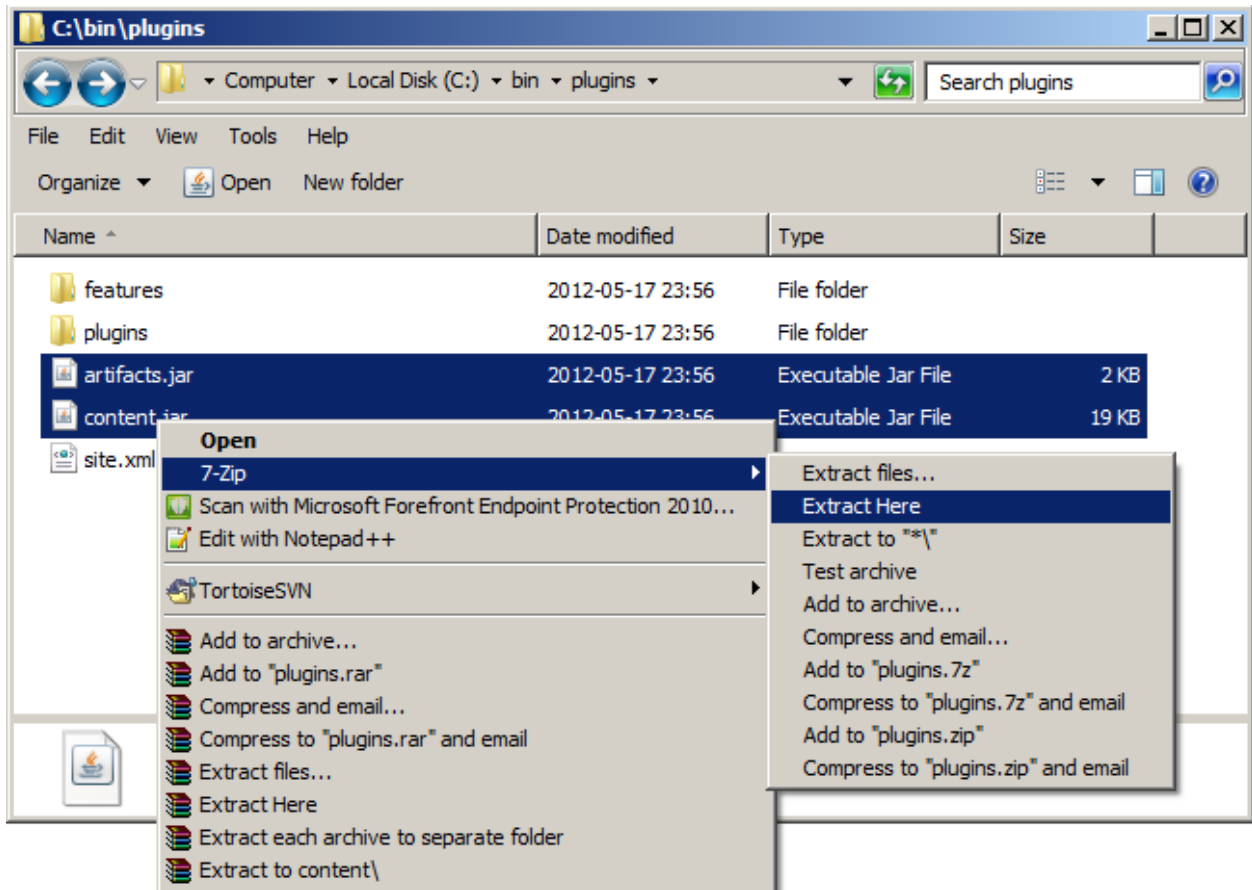 C:\bin\plugins
Computer Local Disk (C:) bin plugins Search plugins
File Edit View Tools Help
Organize Open New folder
Name Date modified Type Size
features 2012-05-17 23:56 File folder
plugins 2012-05-17 23:56 File folder
artifacts.jar 2012-05-17 23:56 Executable Jar File 2 KB
content.jar 2012-05-17 23:56 Executable Jar File 19 KB
site.xml
Open
7-Zip
Scan with Microsoft Forefront Endpoint Protection 2010...
Edit with Notepad++
TortoiseSVN
Add to archive...
Add to "plugins.rar"
Compress and email...
Compress to "plugins.rar" and email
Extract files...
Extract Here
Extract each archive to separate folder
Extract to content\
Extract files...
Extract Here
Extract to "*\"
Test archive
Add to archive...
Compress and email...
Add to "plugins.7z"
Compress to "plugins.7z" and email
Add to "plugins.zip"
Compress to "plugins.zip" and email